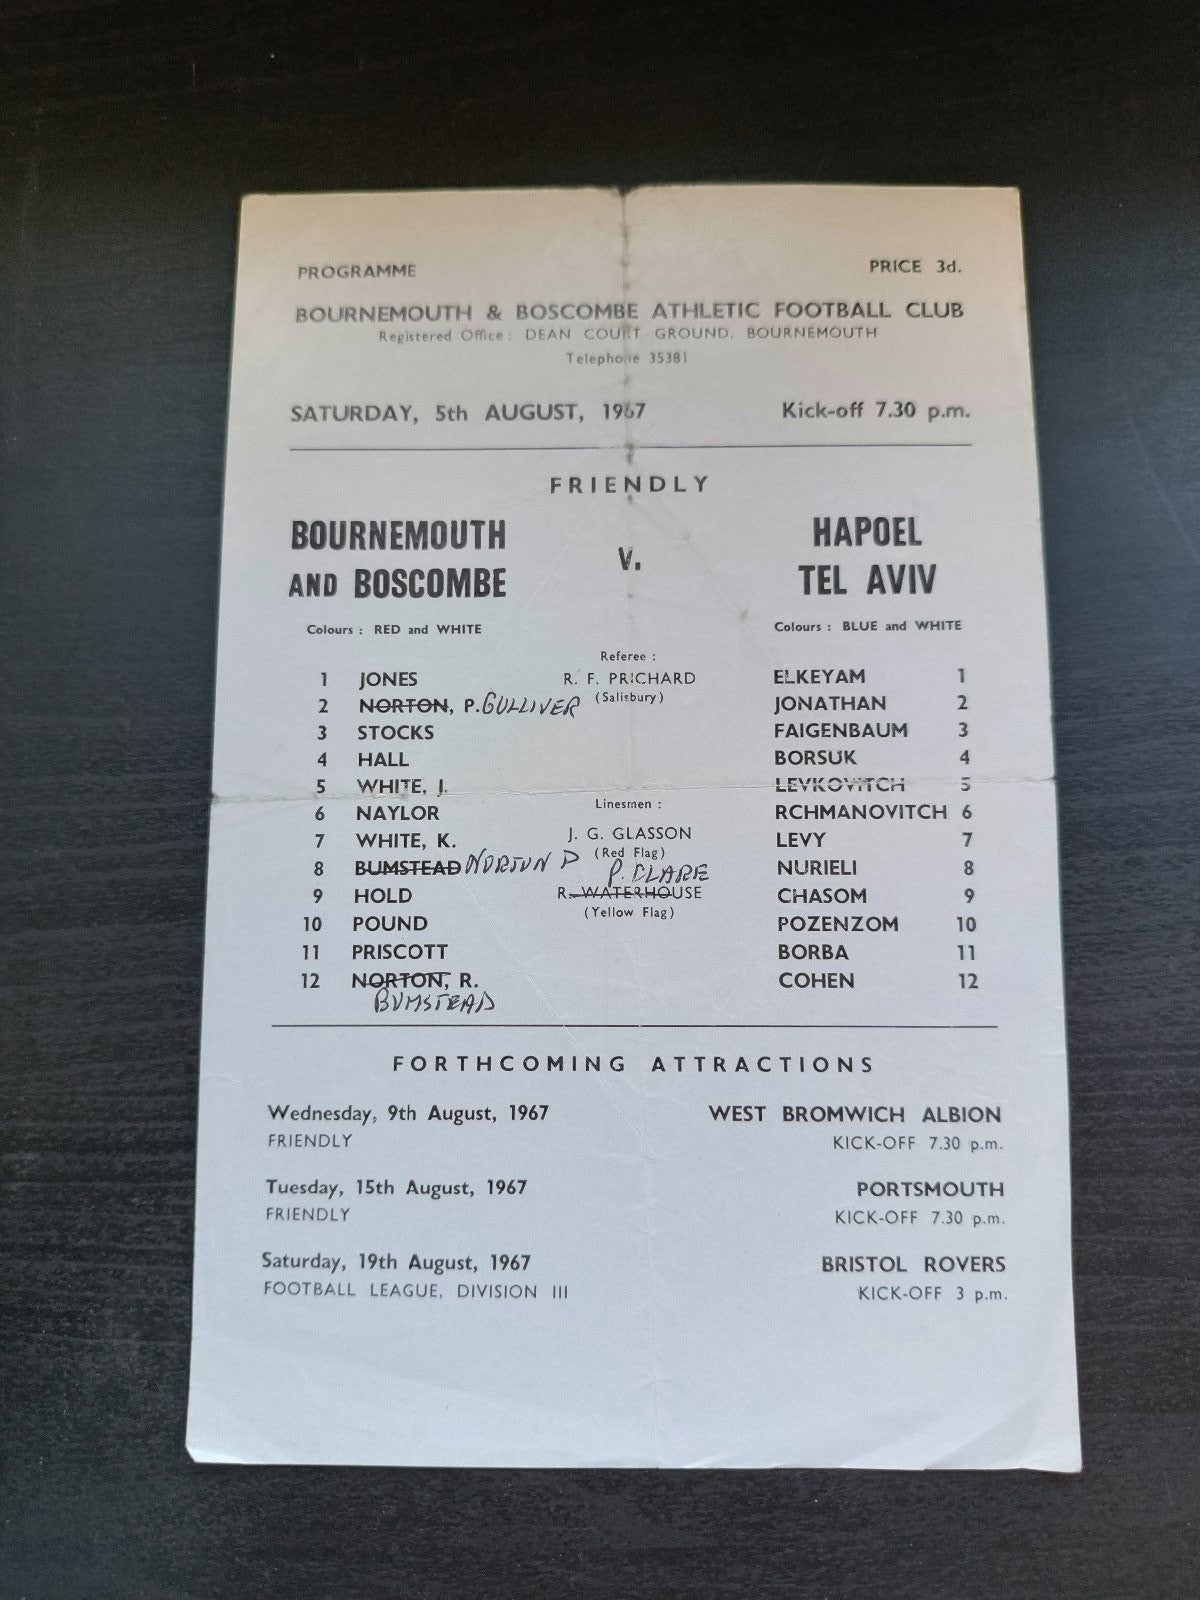 PROGRAMME PRICE 3d.
BOURNEMOUTH & BOSCOMBE ATHLETIC FOOTBALL CLUB
Registered Office : DEAN COURT GROUND, BOURNEMOUTH
Telephone 35381
SATURDAY, 5th AUGUST, 1967 Kick-off 7.30 p.m.
FRIENDLY
BOURNEMOUTH AND BOSCOMBE
V.
HAPOEL TEL AVIV
Colours : RED and WHITE
Colours : BLUE and WHITE
1 JONES
2 NORTON, P. GULLIVER
3 STOCKS
4 HALL
5 WHITE, J.
6 NAYLOR
7 WHITE, K.
8 BUMSTEAD NORTON P
9 HOLD
10 POUND
11 PRISCOTT
12 NORTON, R.
BUMSTEAD
Referee :
R. F. PRICHARD
(Salisbury)
Linesmen :
J. G. GLASSON
(Red Flag)
P. CLARE
R. WATERHOUSE
(Yellow Flag)
ELKEYAM 1
JONATHAN 2
FAIGENBAUM 3
BORSUK 4
LEVKOVITCH 5
RCHMANOVITCH 6
LEVY 7
NURIELI 8
CHASOM 9
POZENZOM 10
BORBA 11
COHEN 12
FORTHCOMING ATTRACTIONS
Wednesday, 9th August, 1967 WEST BROMWICH ALBION
FRIENDLY KICK-OFF 7.30 p.m.
Tuesday, 15th August, 1967 PORTSMOUTH
FRIENDLY KICK-OFF 7.30 p.m.
Saturday, 19th August, 1967 BRISTOL ROVERS
FOOTBALL LEAGUE, DIVISION III KICK-OFF 3 p.m.